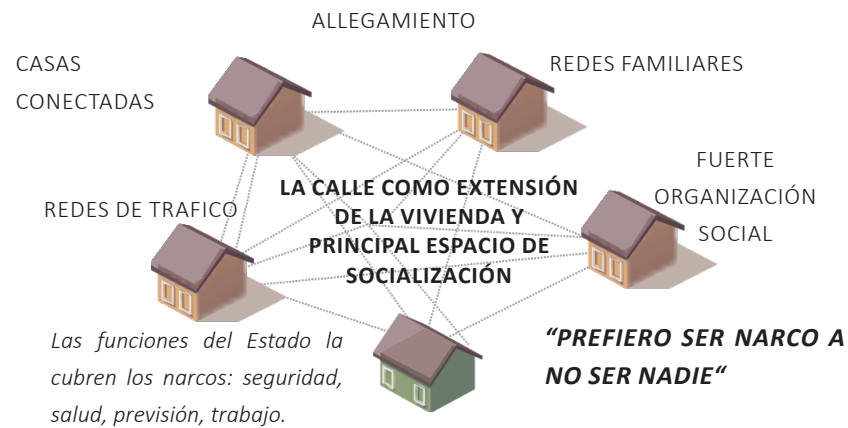 ALLEGAMIENTO
CASAS
CONECTADAS
REDES FAMILIARES
FUERTE
ORGANIZACIÓN
SOCIAL
LA CALLE COMO EXTENSIÓN
DE LA VIVIENDA Y
PRINCIPAL ESPACIO DE
SOCIALIZACIÓN
REDES DE TRAFICO
Las funciones del Estado la
cubren los narcos: seguridad,
salud, previsión, trabajo.
“PREFIERO SER NARCO A
NO SER NADIE“